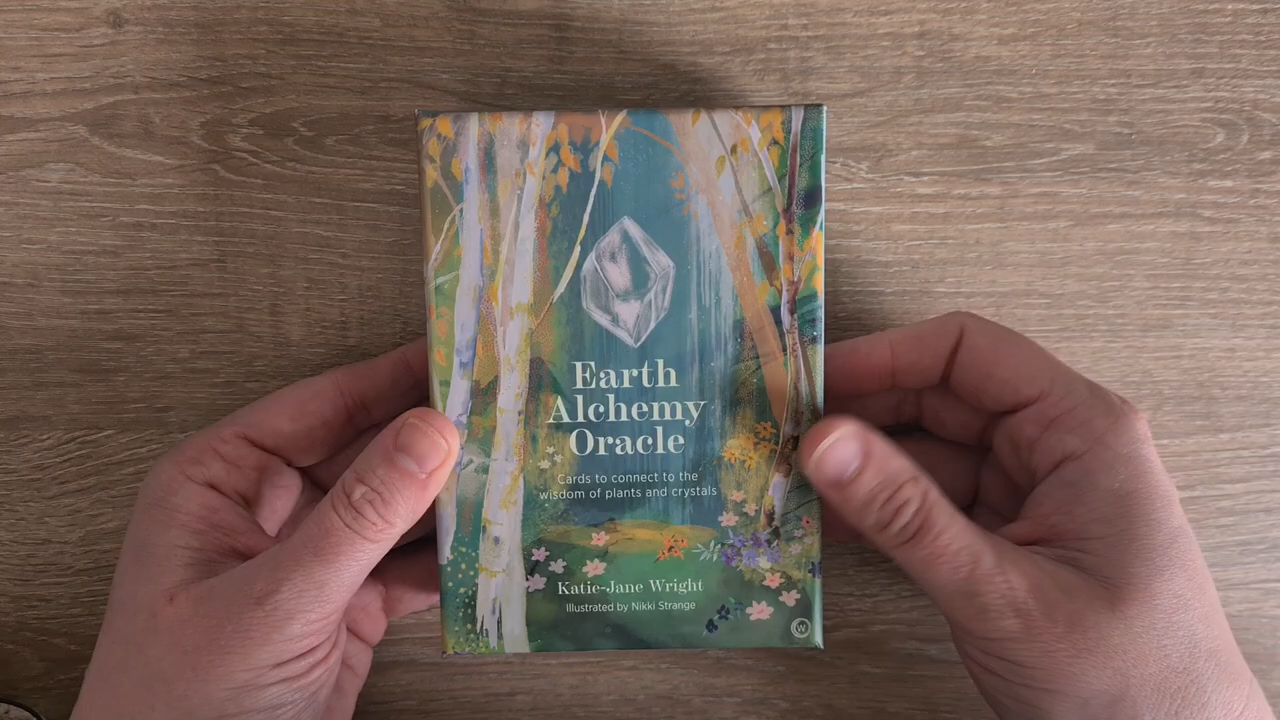 Earth
Alchemy
Oracle
Cards to connect to the
wisdom of plants and crystals
Katie-Jane Wright
Illustrated by Nikki Strange
W